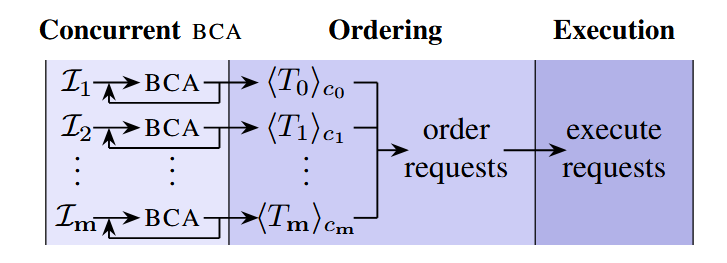 Concurrent BCA Ordering Execution
I₁ BCA ⟨T₀⟩c₀
I₂ BCA ⟨T₁⟩c₁ order execute
⋮ ⋮ ⋮ requests requests
Iₘ BCA ⟨Tₘ⟩cₘ